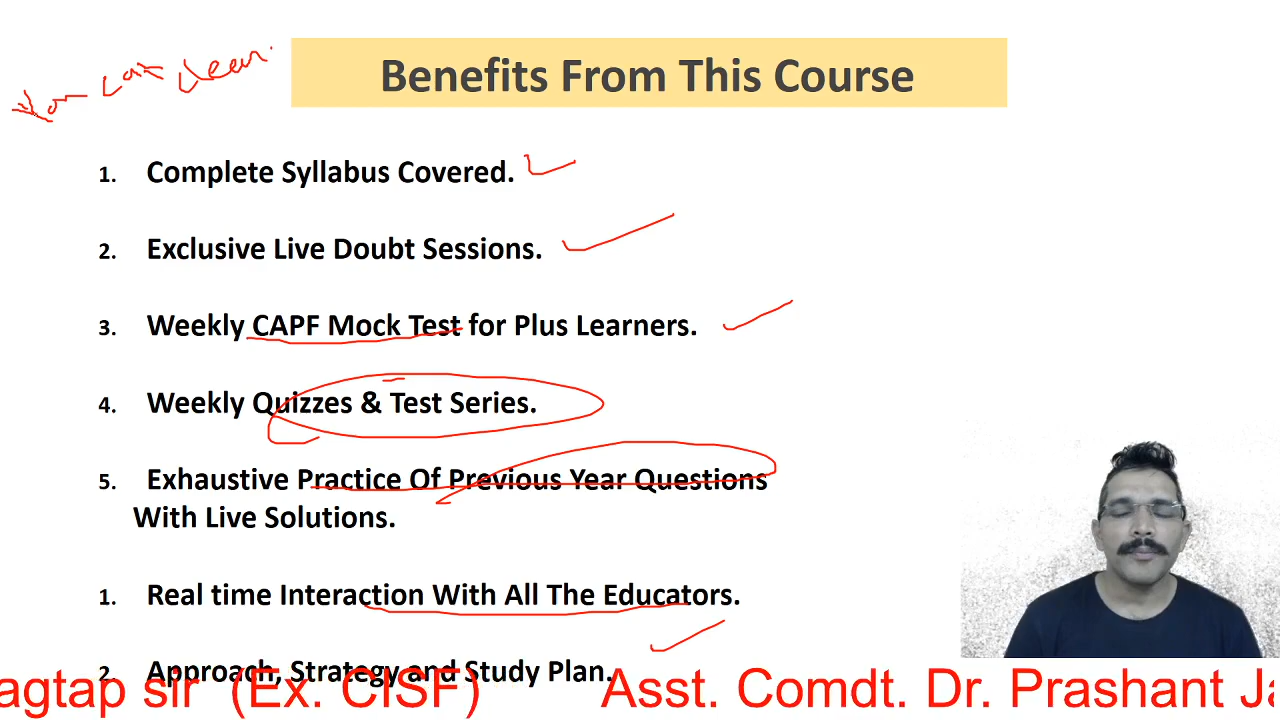 You can clear.
Benefits From This Course
1. Complete Syllabus Covered.
2. Exclusive Live Doubt Sessions.
3. Weekly CAPF Mock Test for Plus Learners.
4. Weekly Quizzes & Test Series.
5. Exhaustive Practice Of Previous Year Questions
With Live Solutions.
1. Real time Interaction With All The Educators.
2. Approach, Strategy and Study Plan.
agtap sir (Ex. CISF) Asst. Comdt. Dr. Prashant Ja